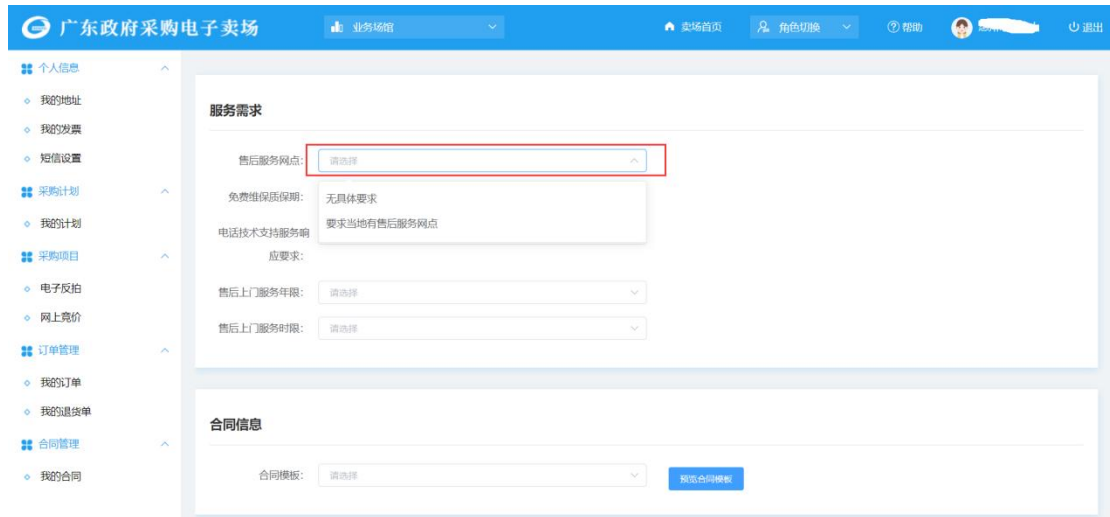 广东政府采购电子卖场
业务场馆
卖场首页
角色切换
帮助
退出
个人信息
我的地址
我的发票
短信设置
采购计划
我的计划
采购项目
电子反拍
网上竞价
订单管理
我的订单
我的退货单
合同管理
我的合同
服务需求
售后服务网点: 请选择
无具体要求
要求当地有售后服务网点
免费维保质保期:
电话技术支持服务响
应要求:
售后上门服务年限: 请选择
售后上门服务时限: 请选择
合同信息
合同模板: 请选择
预览合同模板